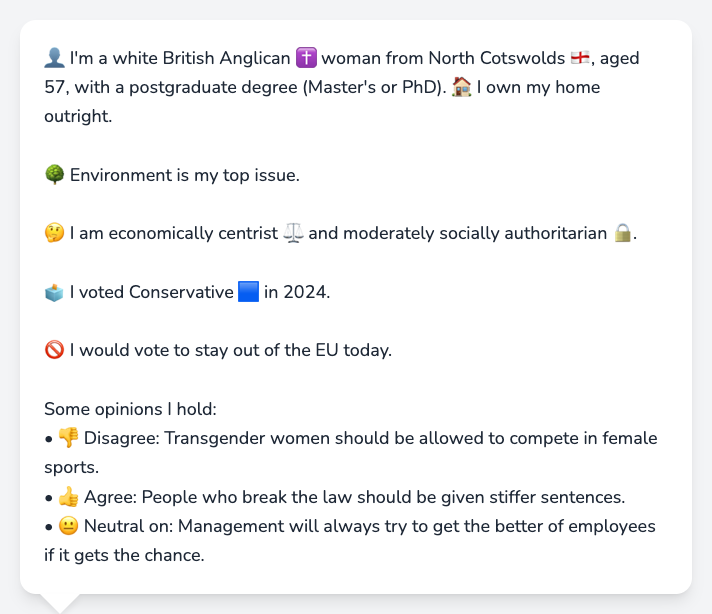 👤 I'm a white British Anglican ✝️ woman from North Cotswolds 🏴󠁧󠁢󠁥󠁮󠁧󠁿, aged
57, with a postgraduate degree (Master's or PhD). 🏠 I own my home
outright.
🌳 Environment is my top issue.
🤔 I am economically centrist ⚖️ and moderately socially authoritarian 🔒.
🗳️ I voted Conservative 🟦 in 2024.
🚫 I would vote to stay out of the EU today.
Some opinions I hold:
• 👎 Disagree: Transgender women should be allowed to compete in female
sports.
• 👍 Agree: People who break the law should be given stiffer sentences.
• 😐 Neutral on: Management will always try to get the better of employees
if it gets the chance.